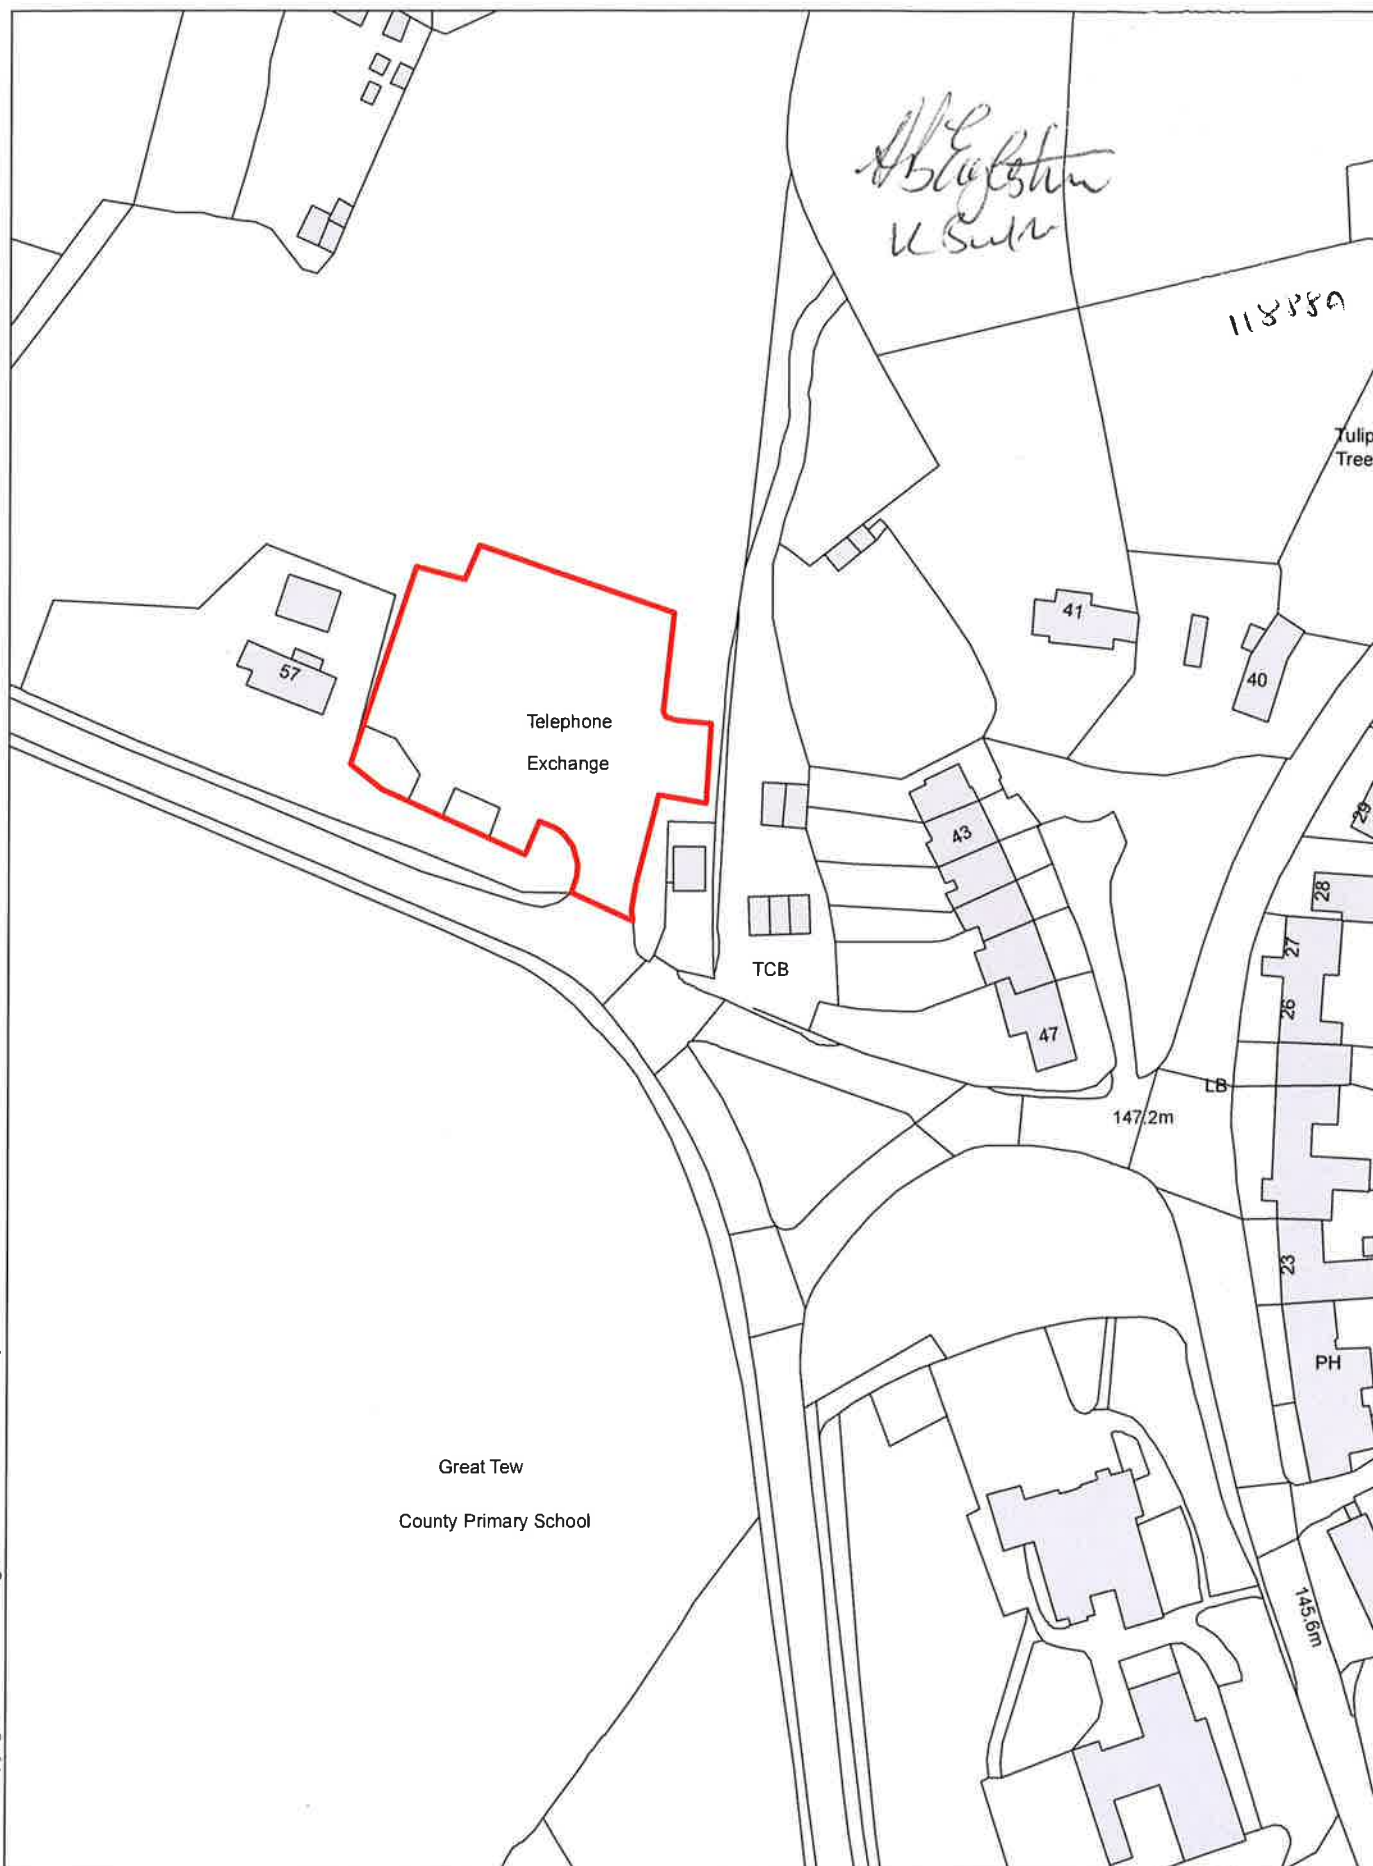 Tulip
Tree
41
40
57
Telephone
Exchange
43
29
28
27
TCB
26
47
LB
147.2m
23
PH
Great Tew
County Primary School
145.6m